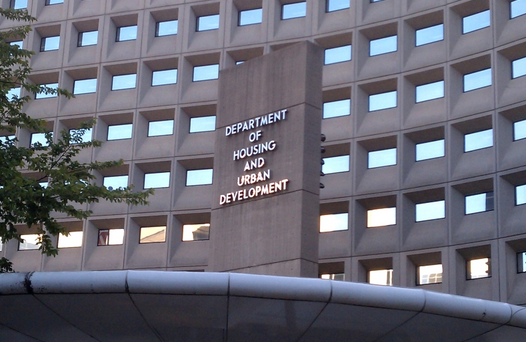 DEPARTMENT
OF
HOUSING
AND
URBAN
DEVELOPMENT